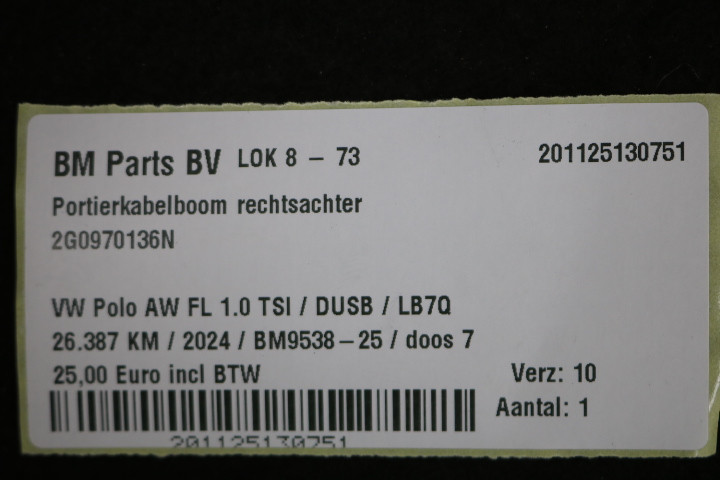 BM Parts BV LOK 8 – 73 201125130751
Portierkabelboom rechtsachter
2G0970136N
VW Polo AW FL 1.0 TSI / DUSB / LB7Q
26.387 KM / 2024 / BM9538–25 / doos 7
25,00 Euro incl BTW Verz: 10
Aantal: 1
201125130751